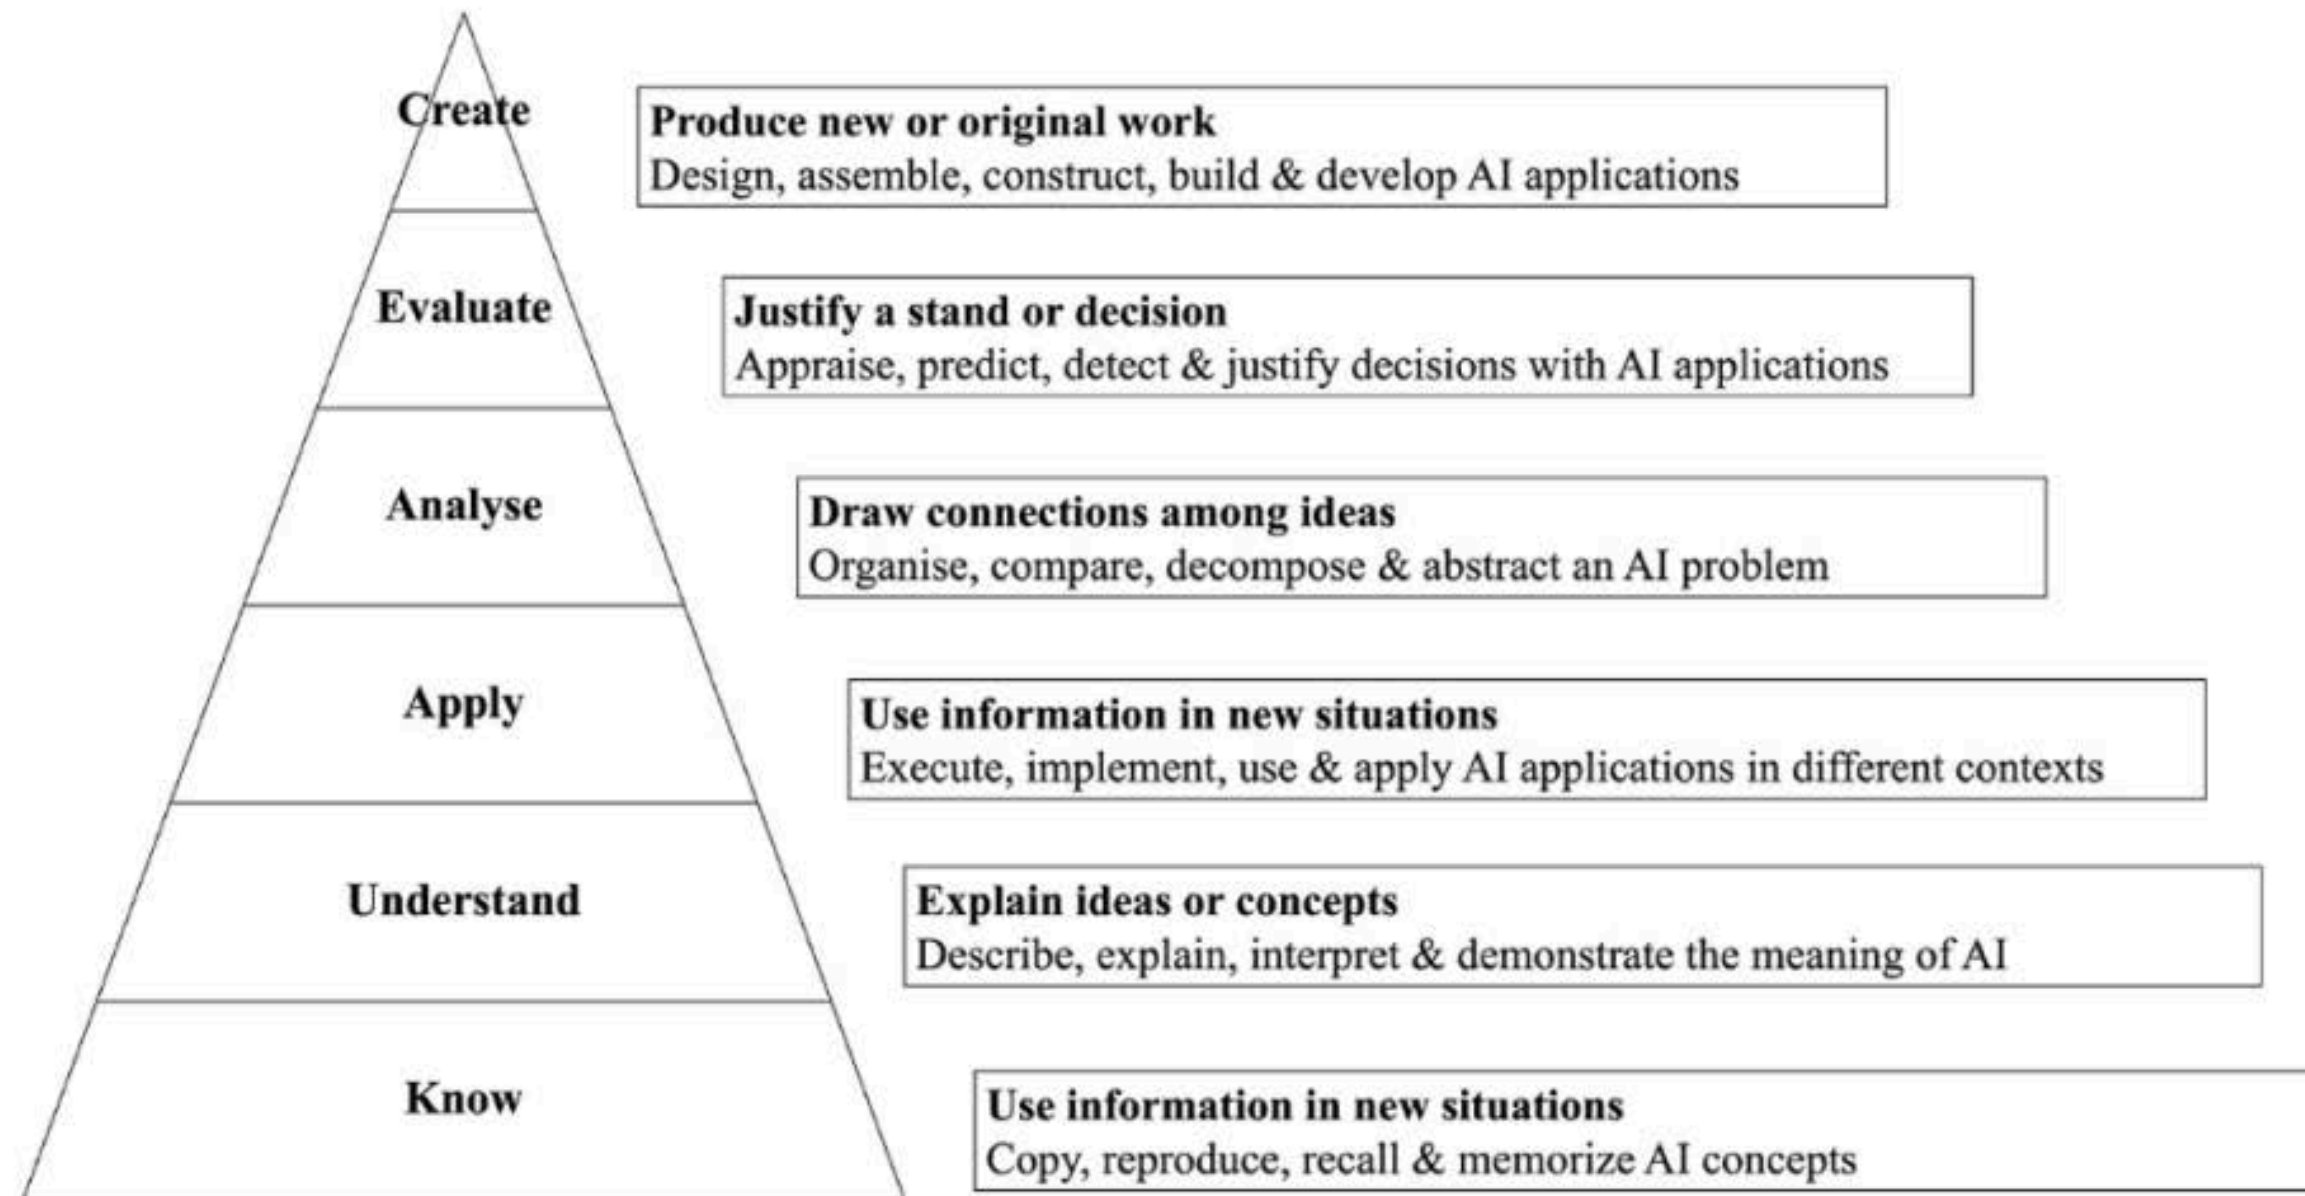 Create
Produce new or original work
Design, assemble, construct, build & develop AI applications
Evaluate
Justify a stand or decision
Appraise, predict, detect & justify decisions with AI applications
Analyse
Draw connections among ideas
Organise, compare, decompose & abstract an AI problem
Apply
Use information in new situations
Execute, implement, use & apply AI applications in different contexts
Understand
Explain ideas or concepts
Describe, explain, interpret & demonstrate the meaning of AI
Know
Use information in new situations
Copy, reproduce, recall & memorize AI concepts